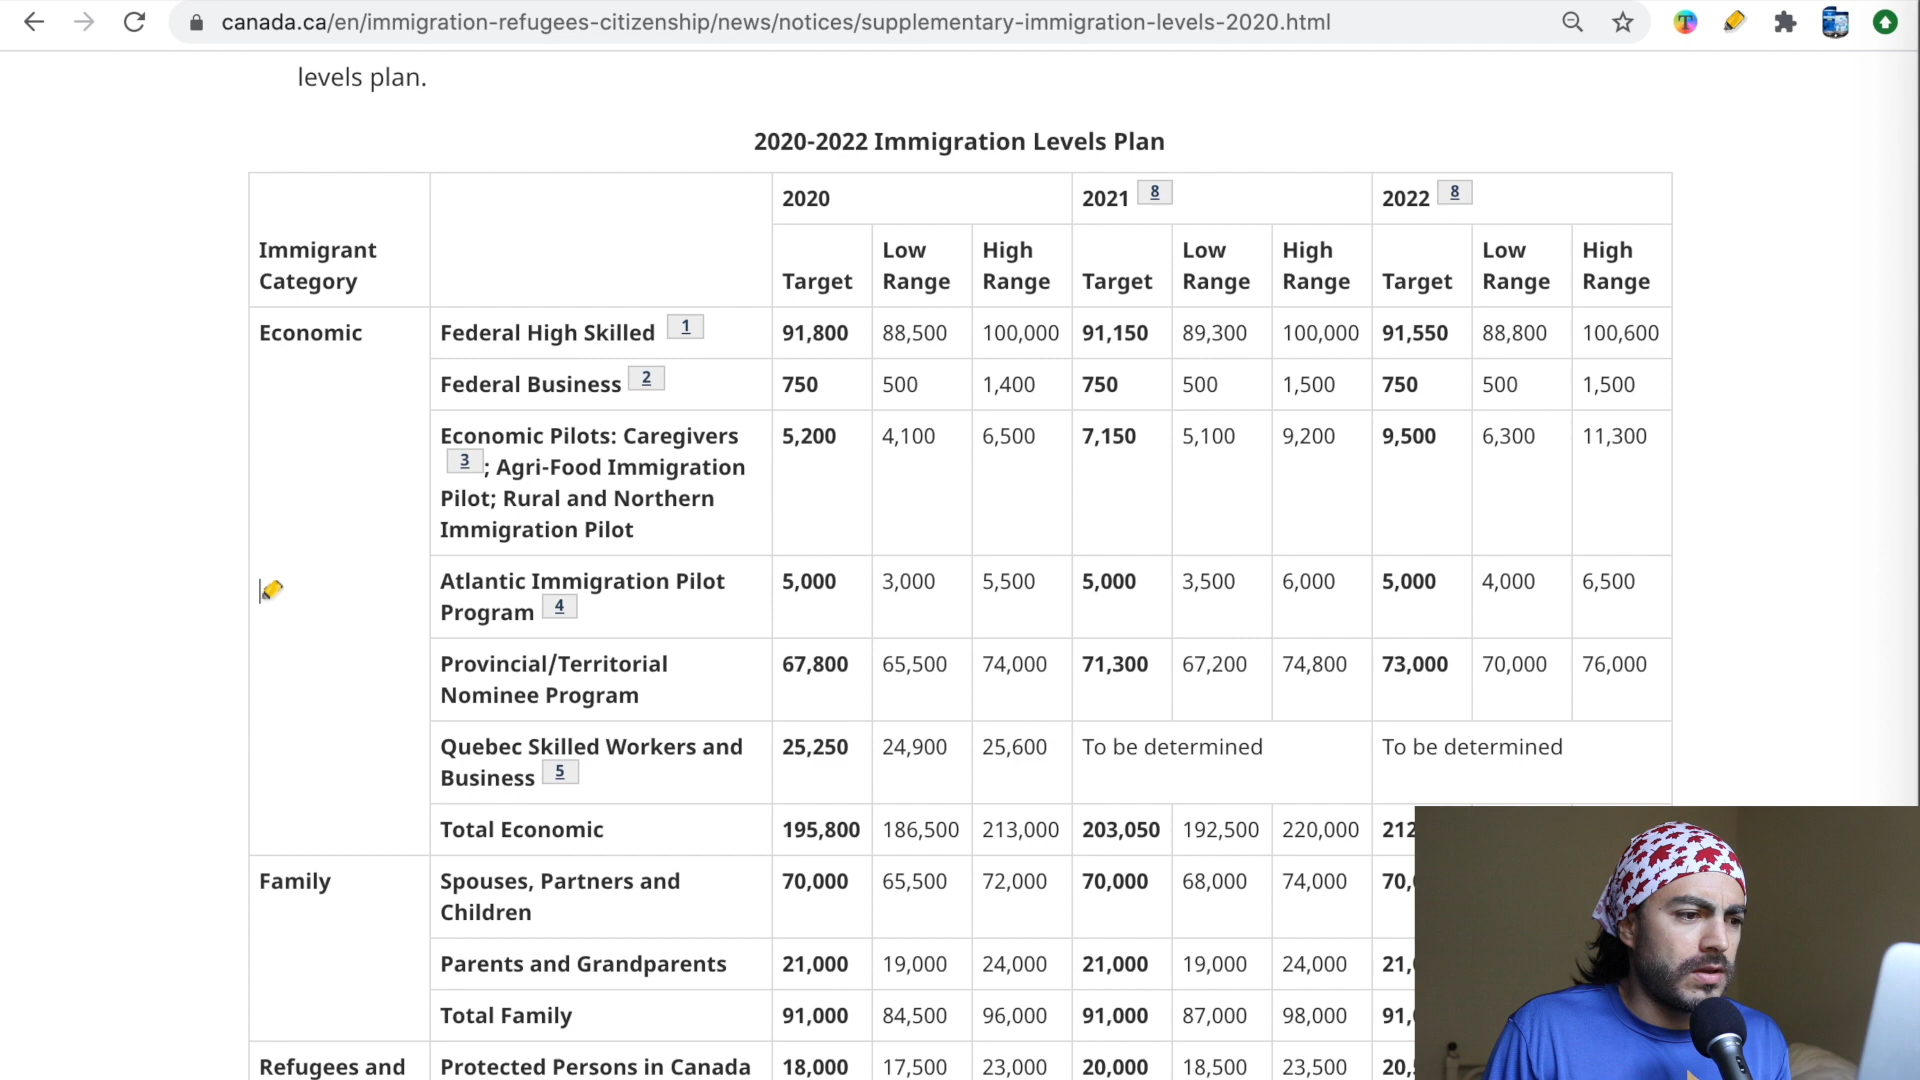 canada.ca/en/immigration-refugees-citizenship/news/notices/supplementary-immigration-levels-2020.html
levels plan.
2020-2022 Immigration Levels Plan
2020 2021 8 2022 8
Immigrant Category Target Low Range High Range Target Low Range High Range Target Low Range High Range
Economic Federal High Skilled 1 91,800 88,500 100,000 91,150 89,300 100,000 91,550 88,800 100,600
Federal Business 2 750 500 1,400 750 500 1,500 750 500 1,500
Economic Pilots: Caregivers 5,200 4,100 6,500 7,150 5,100 9,200 9,500 6,300 11,300
3 ; Agri-Food Immigration
Pilot; Rural and Northern
Immigration Pilot
Atlantic Immigration Pilot 5,000 3,000 5,500 5,000 3,500 6,000 5,000 4,000 6,500
Program 4
Provincial/Territorial 67,800 65,500 74,000 71,300 67,200 74,800 73,000 70,000 76,000
Nominee Program
Quebec Skilled Workers and 25,250 24,900 25,600 To be determined To be determined
Business 5
Total Economic 195,800 186,500 213,000 203,050 192,500 220,000 212
Family Spouses, Partners and 70,000 65,500 72,000 70,000 68,000 74,000 70,
Children
Parents and Grandparents 21,000 19,000 24,000 21,000 19,000 24,000 21,
Total Family 91,000 84,500 96,000 91,000 87,000 98,000 91,
Refugees and Protected Persons in Canada 18,000 17,500 23,000 20,000 18,500 23,500 20,